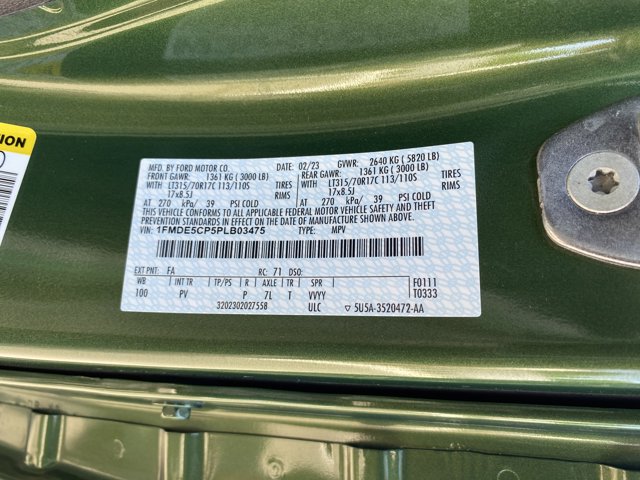 MFD. BY FORD MOTOR CO. DATE: 02/23 GVWR: 2640 KG ( 5820 LB)
FRONT GAWR: 1361 KG ( 3000 LB) REAR GAWR: 1361 KG ( 3000 LB)
WITH LT315/70R17C 113/110S TIRES WITH LT315/70R17C 113/110S TIRES
17x8.5J RIMS 17x8.5J RIMS
AT 270 kPa/ 39 PSI COLD AT 270 kPa/ 39 PSI COLD
THIS VEHICLE CONFORMS TO ALL APPLICABLE FEDERAL MOTOR VEHICLE SAFETY AND THEFT
PREVENTION STANDARDS IN EFFECT ON THE DATE OF MANUFACTURE SHOWN ABOVE.
VIN: 1FMDE5CP5PLB03475 TYPE: MPV
EXT PNT: FA RC: 71 DSO:
WB INT TR TP/PS R AXLE TR SPR F0111
100 PV P 7L T VVYY T0333
3202302027558 ULC 5U5A-3520472-AA